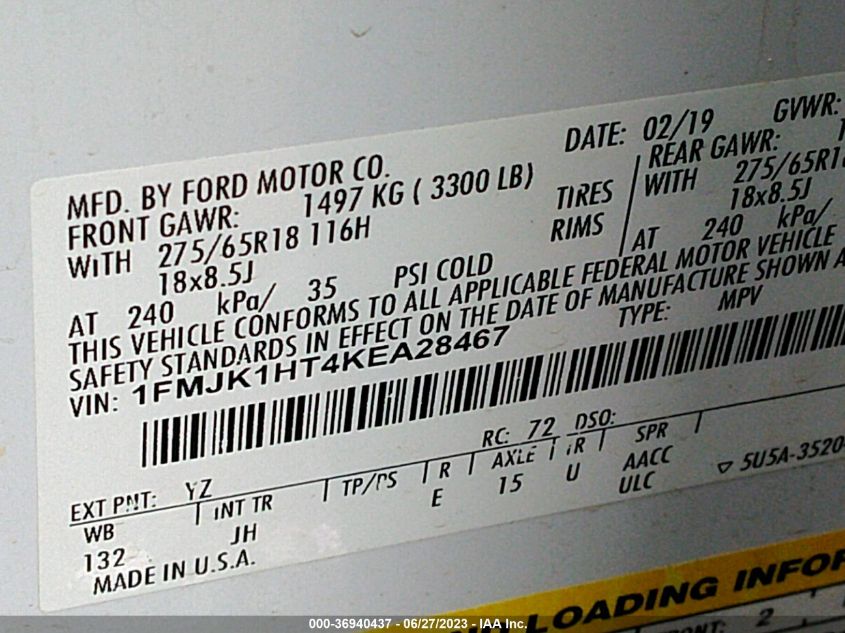 DATE: 02/19 GVWR:
MFD. BY FORD MOTOR CO.
FRONT GAWR: 1497 KG ( 3300 LB) REAR GAWR:
WITH 275/65R18 116H TIRES WITH 275/65R18
18x8.5J RIMS 18x8.5J
AT 240 kPa/ 35 PSI COLD AT 240 kPa/
THIS VEHICLE CONFORMS TO ALL APPLICABLE FEDERAL MOTOR VEHICLE
SAFETY STANDARDS IN EFFECT ON THE DATE OF MANUFACTURE SHOWN
VIN: 1FMJK1HT4KEA28467 TYPE: MPV
RC: 72 DSO:
EXT PNT: YZ
WB INT TR TP/PS R AXLE TR SPR
132 JH E 15 U AACC
ULC
5U5A-3520
MADE IN U.S.A.
LOADING
2
000-36940437 - 06/27/2023 - IAA Inc.